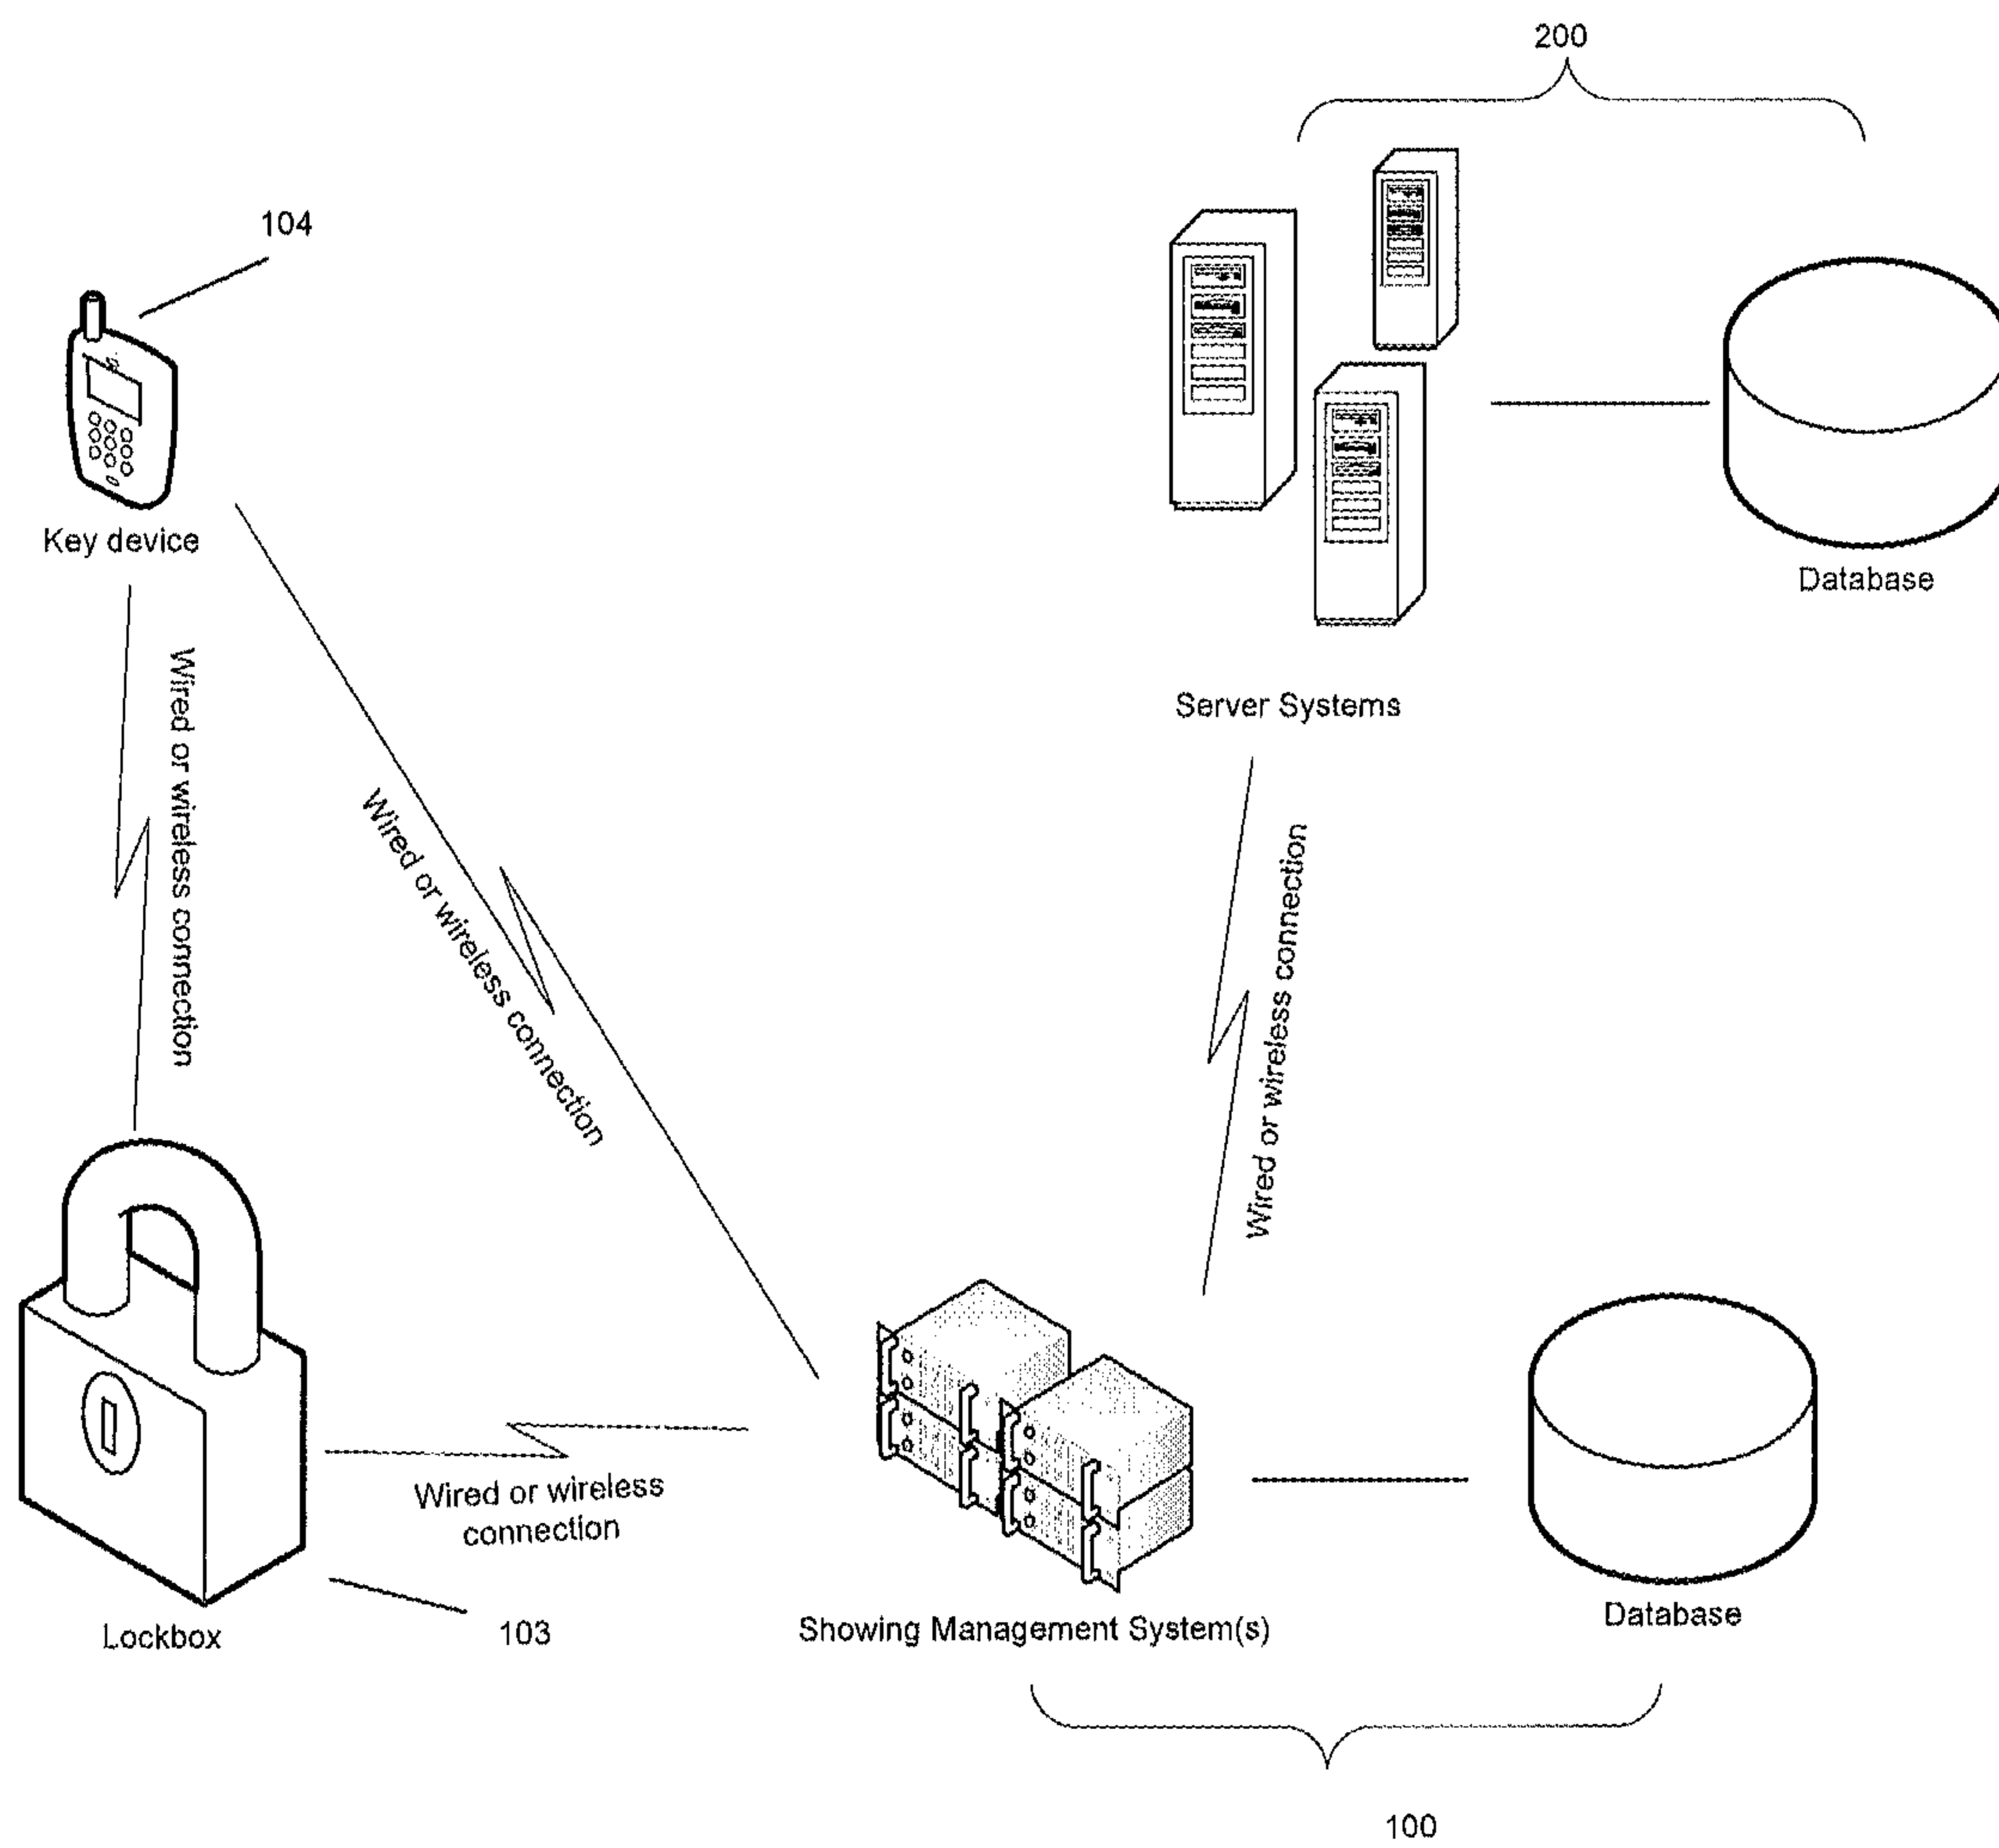 200
104
Key device
Database
Server Systems
Wired or wireless connection
Wired or wireless connection
Wired or wireless connection
Wired or wireless
connection
Lockbox
103
Showing Management System(s)
Database
100